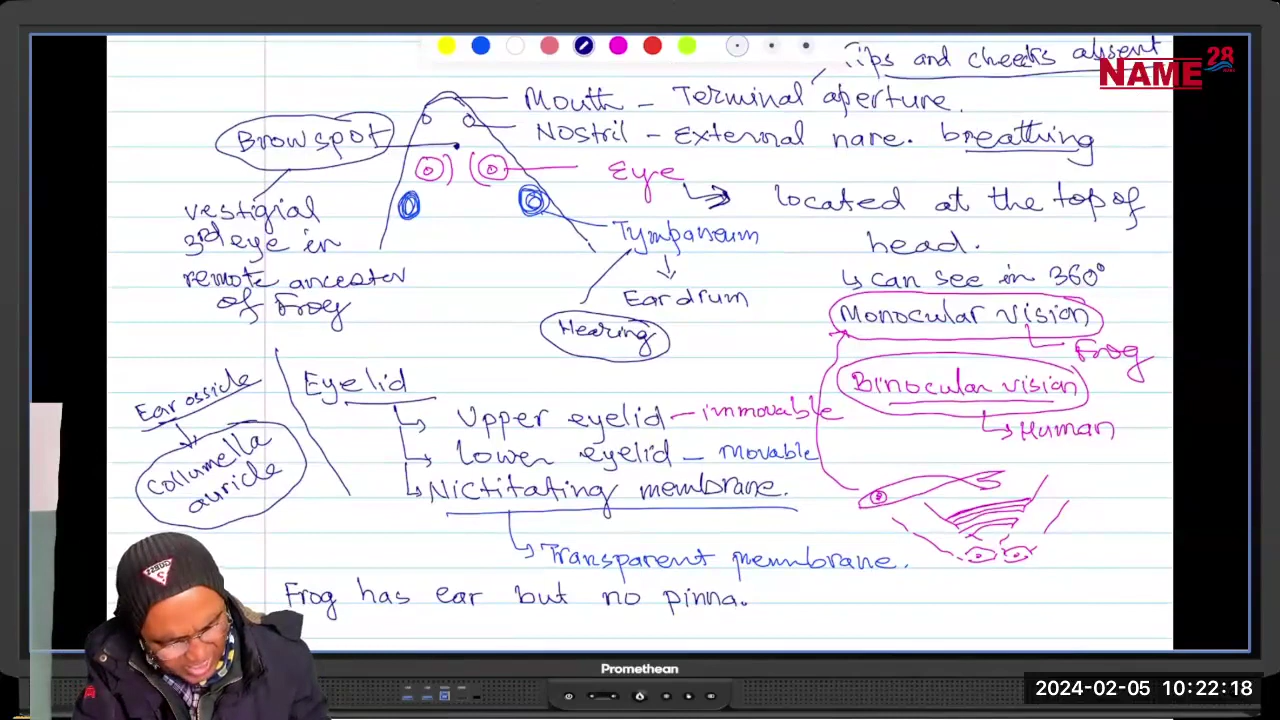 Lips and cheeks absent
NAME 28
Mouth - Terminal aperture.
Nostril - External nare. breathing
Browspot
Eye
located at the top of
head.
↳ can see in 360°
vestigial
3rd eye in
remote ancestor
of Frog
Tympaneum
Eardrum
Hearing
Monocular vision
Frog
Binocular vision
Human
Ear ossicle
Collumella
auricle
Eyelid
Upper eyelid - immovable
Lower eyelid - movable
Nictitating membrane.
Transparent membrane.
Frog has ear but no pinna.
Promethean
2024-02-05 10:22:18